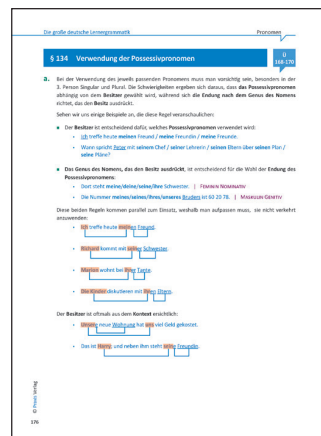 Die große deutsche Lernergrammatik
Pronomen
§ 134 Verwendung der Possessivpronomen
Ü
168-170
a. Bei der Verwendung des jeweils passenden Pronomens muss man vorsichtig sein, besonders in der
3. Person Singular und Plural. Die Schwierigkeiten ergeben sich daraus, dass das Possessivpronomen
abhängig von dem Besitzer gewählt wird, während sich die Endung nach dem Genus des Nomens
richtet, das den Besitz ausdrückt.
Sehen wir uns einige Beispiele an, die diese Regel veranschaulichen:
Der Besitzer ist entscheidend dafür, welches Possessivpronomen verwendet wird:
Ich treffe heute meinen Freund / meine Freundin / meine Freunde.
Wann spricht Peter mit seinem Chef / seiner Lehrerin / seinen Eltern über seinen Plan /
seine Pläne?
Das Genus des Nomens, das den Besitz ausdrückt, ist entscheidend für die Wahl der Endung des
Possessivpronomens:
Dort steht meine/deine/seine/ihre Schwester. | FEMININ NOMINATIV
Die Nummer meines/seines/ihres/unseres Bruders ist 60 20 78. | MASKULIN GENITIV
Diese beiden Regeln kommen parallel zum Einsatz, weshalb man aufpassen muss, sie nicht verkehrt
anzuwenden:
Ich treffe heute meinen Freund.
Richard kommt mit seiner Schwester.
Marion wohnt bei ihrer Tante.
Die Kinder diskutieren mit ihren Eltern.
Der Besitzer ist oftmals aus dem Kontext ersichtlich:
Unsere neue Wohnung hat uns viel Geld gekostet.
Das ist Harry, und neben ihm steht seine Freundin.
© Praxis Verlag
176